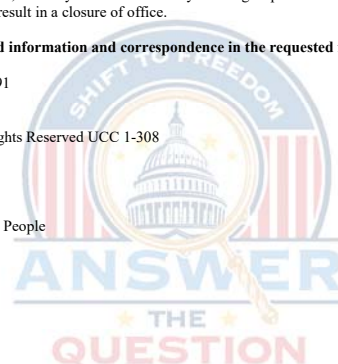 result in a closure of office.
d information and correspondence in the requested
91
ghts Reserved UCC 1-308
People
SHIFT TO FREEDOM
ANSWER
THE
QUESTION